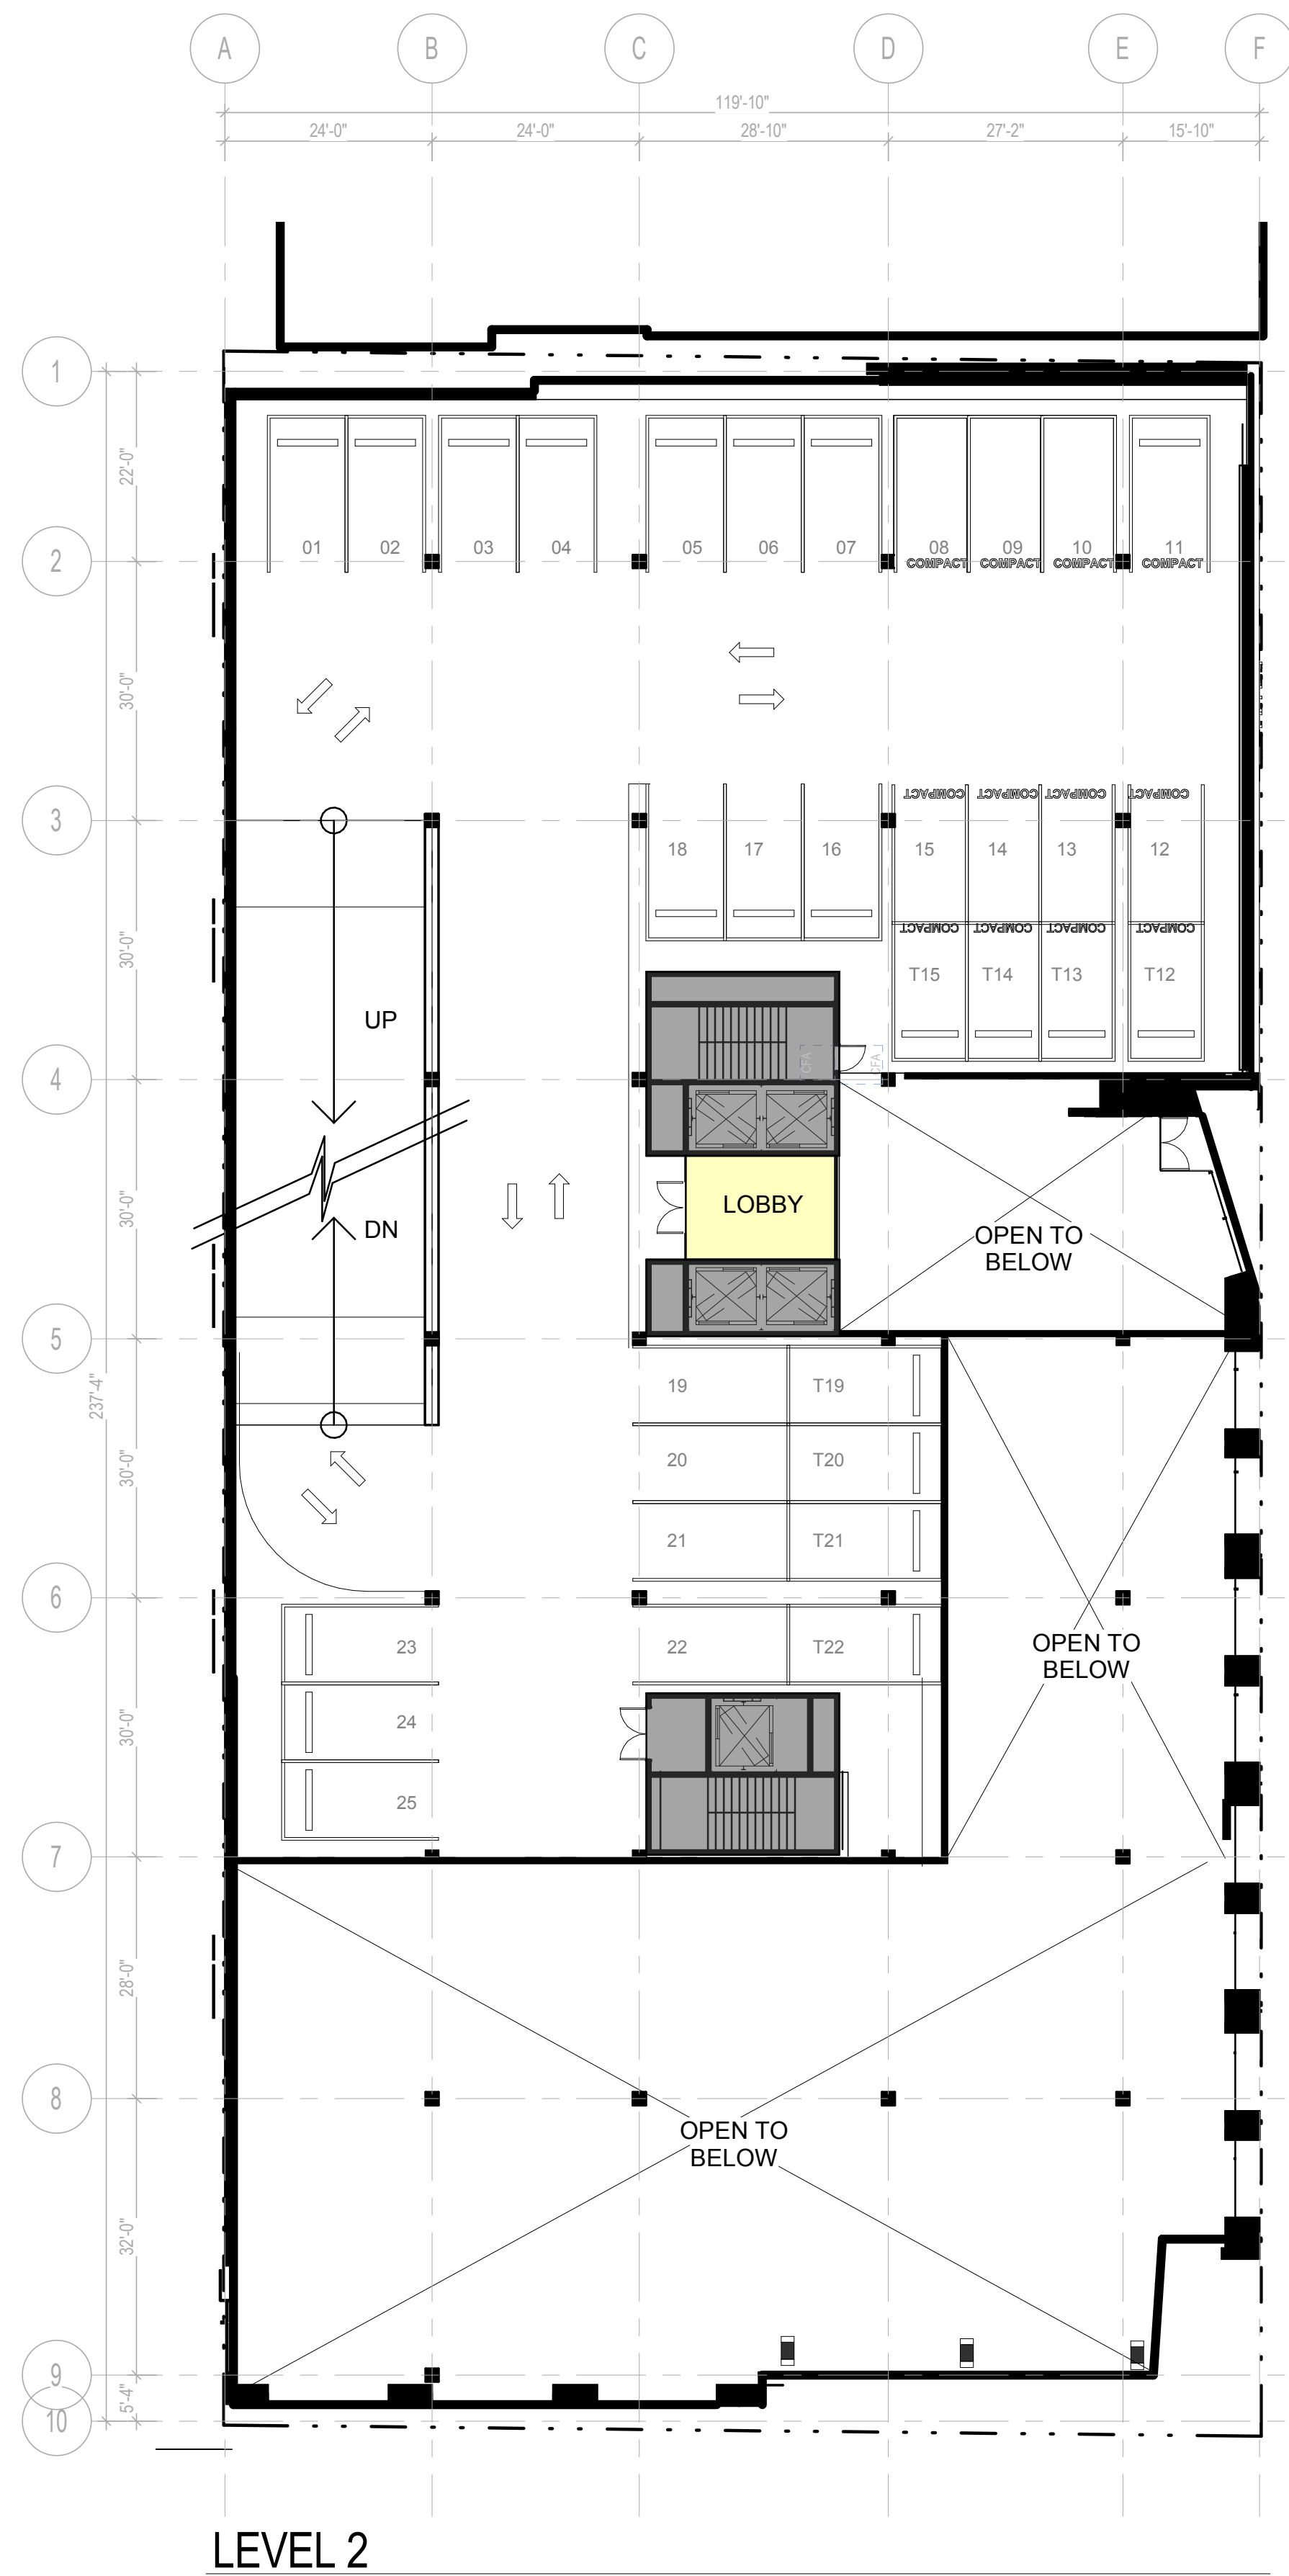 A B C D E F
119'-10"
24'-0" 24'-0" 28'-10" 27'-2" 15'-10"
1
22'-0"
01 02 03 04 05 06 07 08 09 10 11
2
COMPACT COMPACT COMPACT COMPACT
30'-0"
COMPACT COMPACT COMPACT COMPACT
3
18 17 16 15 14 13 12
COMPACT COMPACT COMPACT COMPACT
30'-0"
T15 T14 T13 T12
UP
CFA CFA
4
LOBBY
30'-0"
DN
OPEN TO
BELOW
5
237'-4"
19 T19
20 T20
30'-0"
21 T21
6
23 22 T22
OPEN TO
BELOW
24
30'-0"
25
7
28'-0"
8
OPEN TO
BELOW
32'-0"
9
5'-4"
10
LEVEL 2